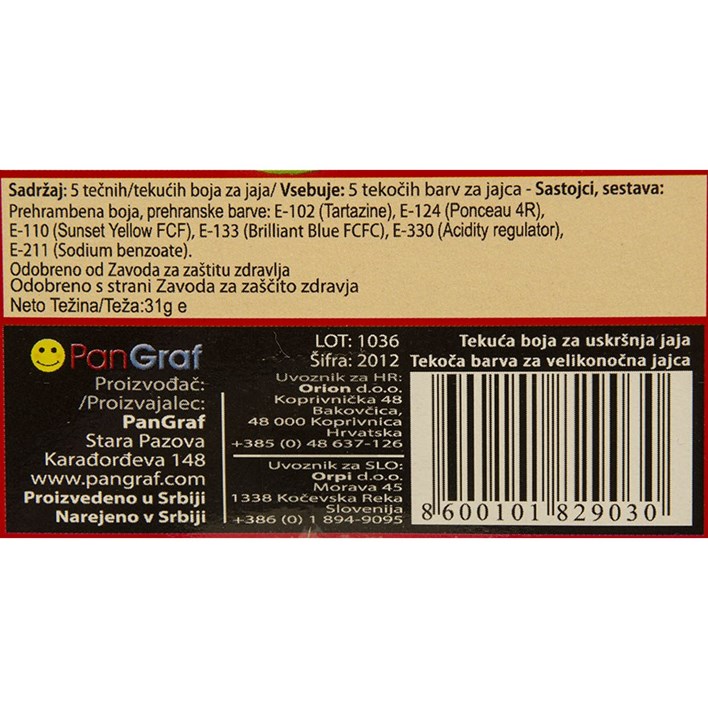 Sadržaj: 5 tečnih/tekućih boja za jaja/ Vsebuje: 5 tekočih barv za jajca - Sastojci, sestava:
Prehrambena boja, prehranske barve: E-102 (Tartazine), E-124 (Ponceau 4R),
E-110 (Sunset Yellow FCF), E-133 (Brilliant Blue FCFC), E-330 (Acidity regulator),
E-211 (Sodium benzoate).
Odobreno od Zavoda za zaštitu zdravlja
Odobreno s strani Zavoda za zaščito zdravja
Neto Težina/Teža:31g e
PanGraf
Proizvođač:
/Proizvajalec:
PanGraf
Stara Pazova
Karađorđeva 148
www.pangraf.com
Proizvedeno u Srbiji
Narejeno v Srbiji
LOT: 1036
Šifra: 2012
Uvoznik za HR:
Orion d.o.o.
Koprivnička 48
Bakovčica,
48 000 Koprivnica
Hrvatska
+385 (0) 48 637-126
Uvoznik za SLO:
Orpi d.o.o.
Morava 45
1338 Kočevska Reka
Slovenija
+386 (0) 1 894-9095
Tekuća boja za uskršnja jaja
Tekoča barva za velikonočna jajca
8 600101 829030